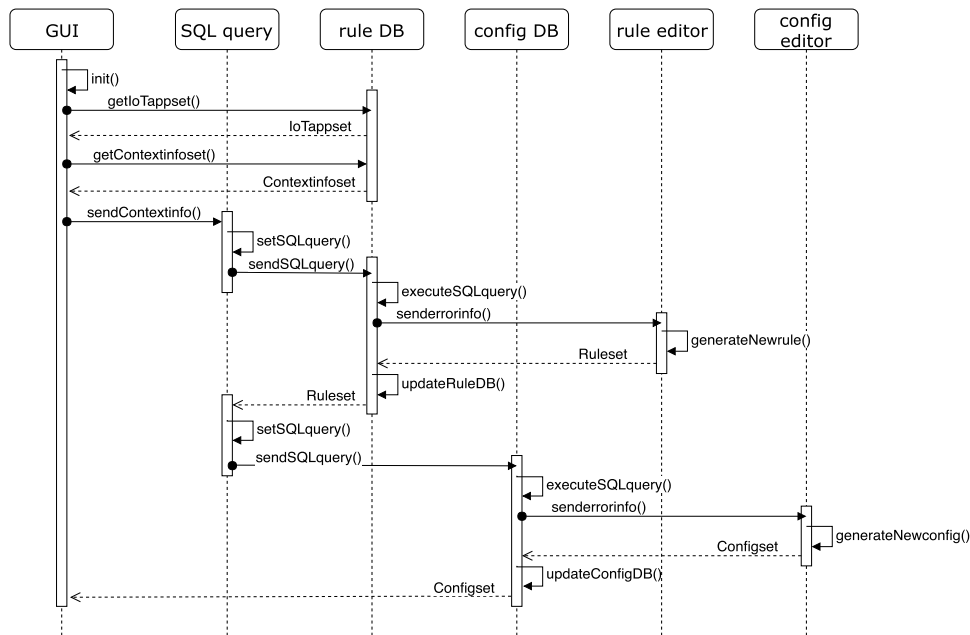 GUI
SQL query
rule DB
config DB
rule editor
config
editor
init()
getIoTappset()
IoTappset
getContextinfoset()
Contextinfoset
sendContextinfo()
setSQLquery()
sendSQLquery()
executeSQLquery()
senderrorinfo()
generateNewrule()
Ruleset
updateRuleDB()
Ruleset
setSQLquery()
sendSQLquery()
executeSQLquery()
senderrorinfo()
generateNewconfig()
Configset
updateConfigDB()
Configset